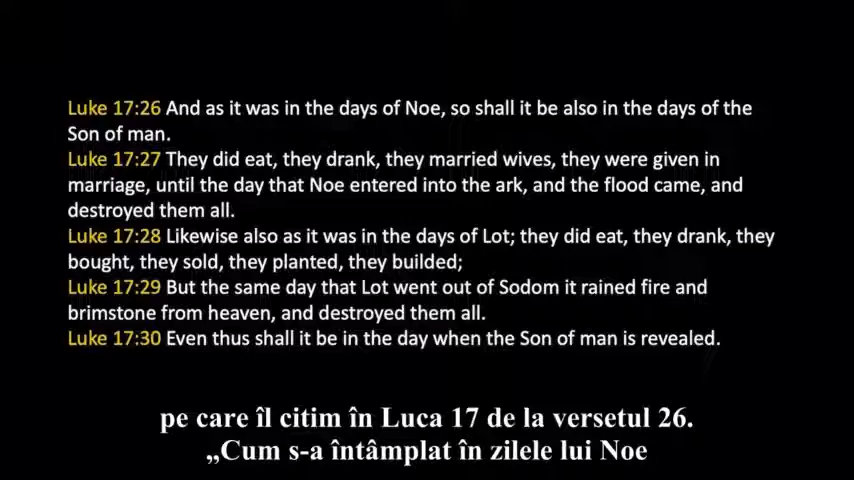 Luke 17:26 And as it was in the days of Noe, so shall it be also in the days of the
Son of man.
Luke 17:27 They did eat, they drank, they married wives, they were given in
marriage, until the day that Noe entered into the ark, and the flood came, and
destroyed them all.
Luke 17:28 Likewise also as it was in the days of Lot; they did eat, they drank, they
bought, they sold, they planted, they builded;
Luke 17:29 But the same day that Lot went out of Sodom it rained fire and
brimstone from heaven, and destroyed them all.
Luke 17:30 Even thus shall it be in the day when the Son of man is revealed.
pe care îl citim în Luca 17 de la versetul 26.
„Cum s-a întâmplat în zilele lui Noe